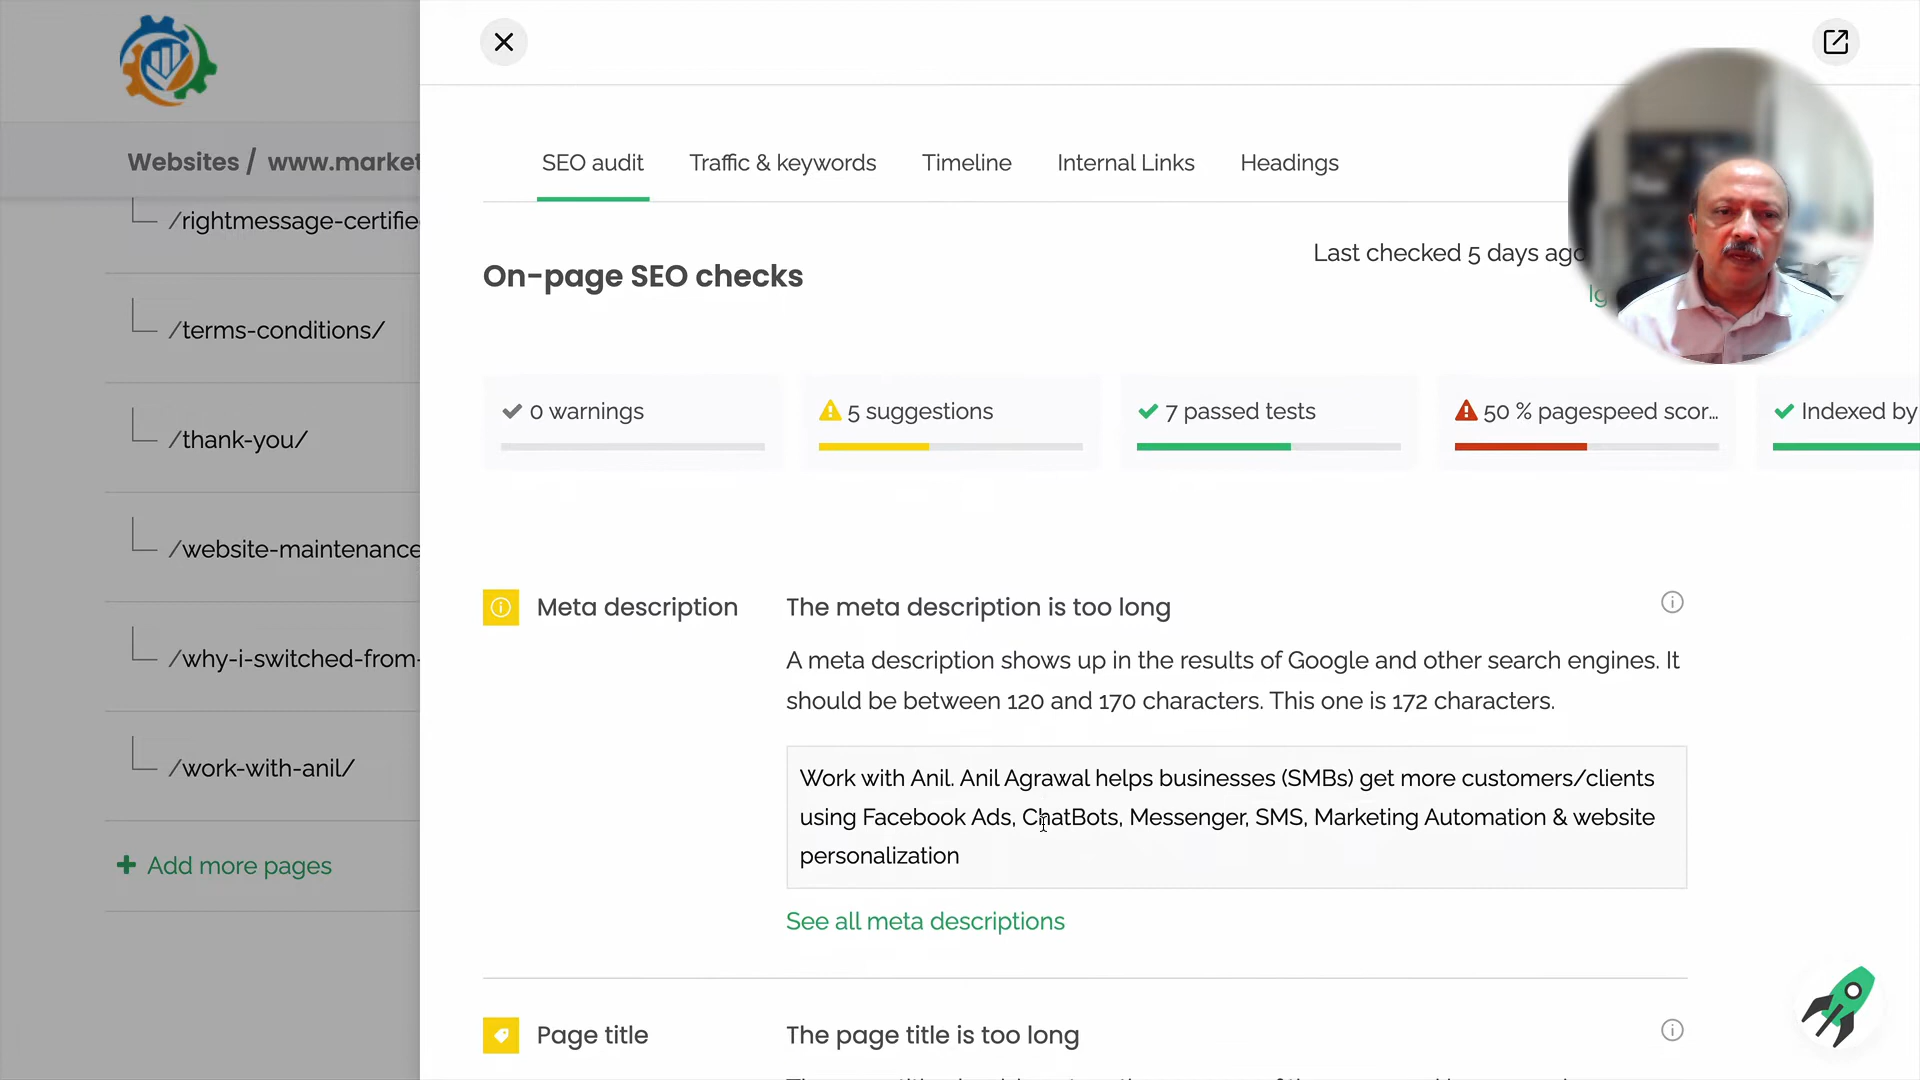 Websites / www.market
/rightmessage-certifie
/terms-conditions/
/thank-you/
/website-maintenance
/why-i-switched-from-
/work-with-anil/
Add more pages
SEO audit
Traffic & keywords
Timeline
Internal Links
Headings
On-page SEO checks
Last checked 5 days ago
Ig
0 warnings
5 suggestions
7 passed tests
50 % pagespeed scor...
Indexed by
Meta description
The meta description is too long
A meta description shows up in the results of Google and other search engines. It
should be between 120 and 170 characters. This one is 172 characters.
Work with Anil. Anil Agrawal helps businesses (SMBs) get more customers/clients
using Facebook Ads, ChatBots, Messenger, SMS, Marketing Automation & website
personalization
See all meta descriptions
Page title
The page title is too long